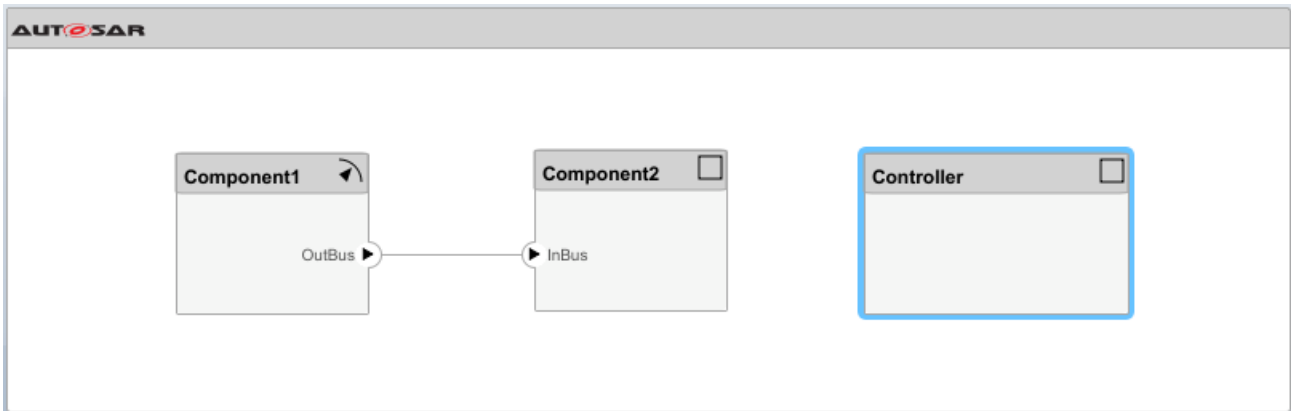 AUTOSAR
Component1
Component2
Controller
OutBus
InBus